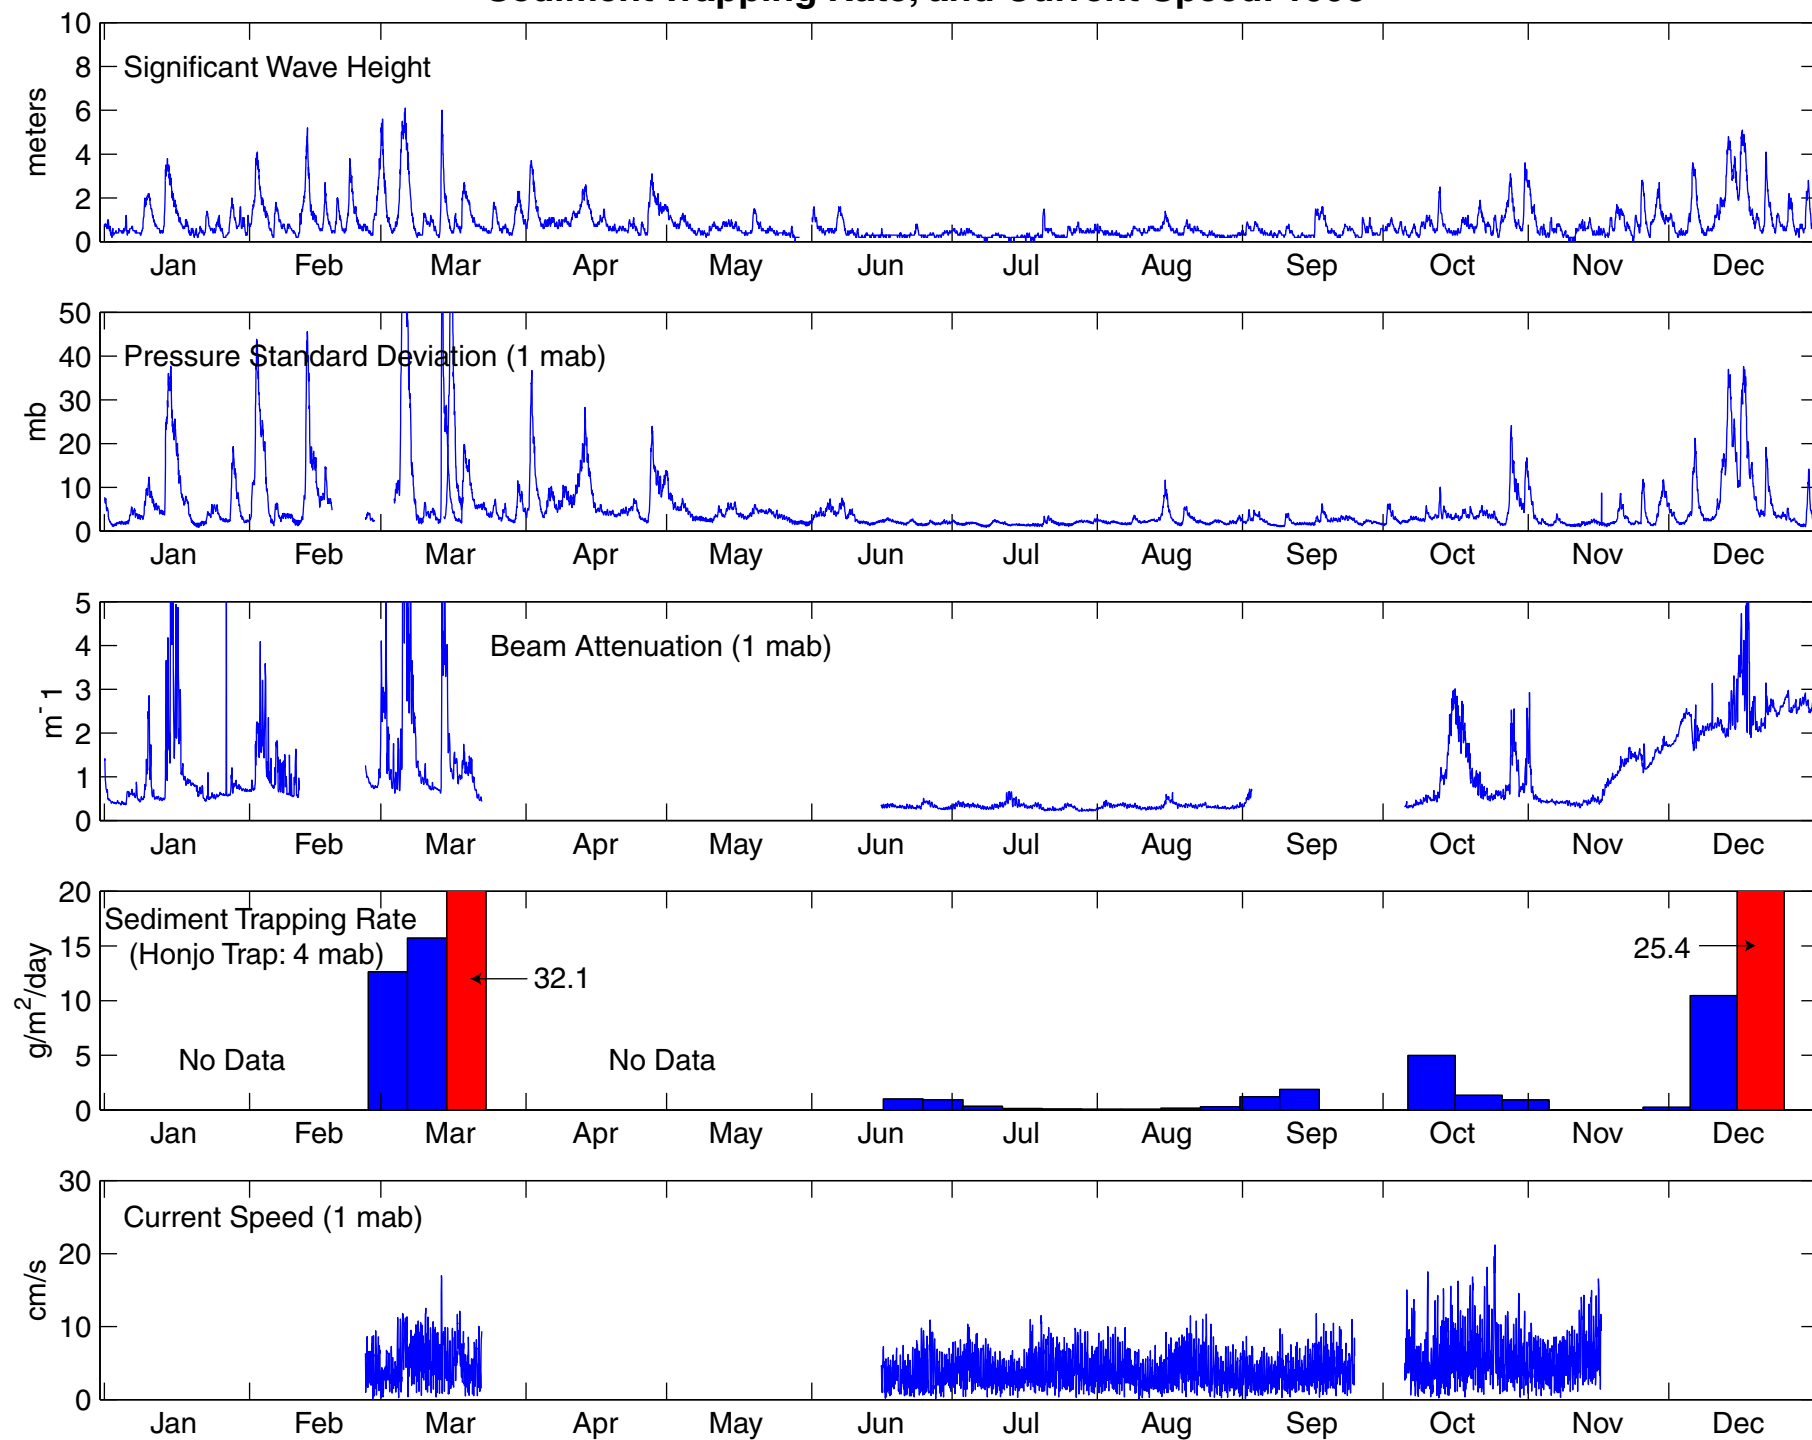 10
8
6
4
2
0
meters
Significant Wave Height
Jan Feb Mar Apr May Jun Jul Aug Sep Oct Nov Dec
50
40
30
20
10
0
mb
Pressure Standard Deviation (1 mab)
Jan Feb Mar Apr May Jun Jul Aug Sep Oct Nov Dec
5
4
3
2
1
0
m-1
Beam Attenuation (1 mab)
Jan Feb Mar Apr May Jun Jul Aug Sep Oct Nov Dec
20
15
10
5
0
g/m²/day
Sediment Trapping Rate
(Honjo Trap: 4 mab)
32.1
25.4
No Data
No Data
Jan Feb Mar Apr May Jun Jul Aug Sep Oct Nov Dec
30
20
10
0
cm/s
Current Speed (1 mab)
Jan Feb Mar Apr May Jun Jul Aug Sep Oct Nov Dec